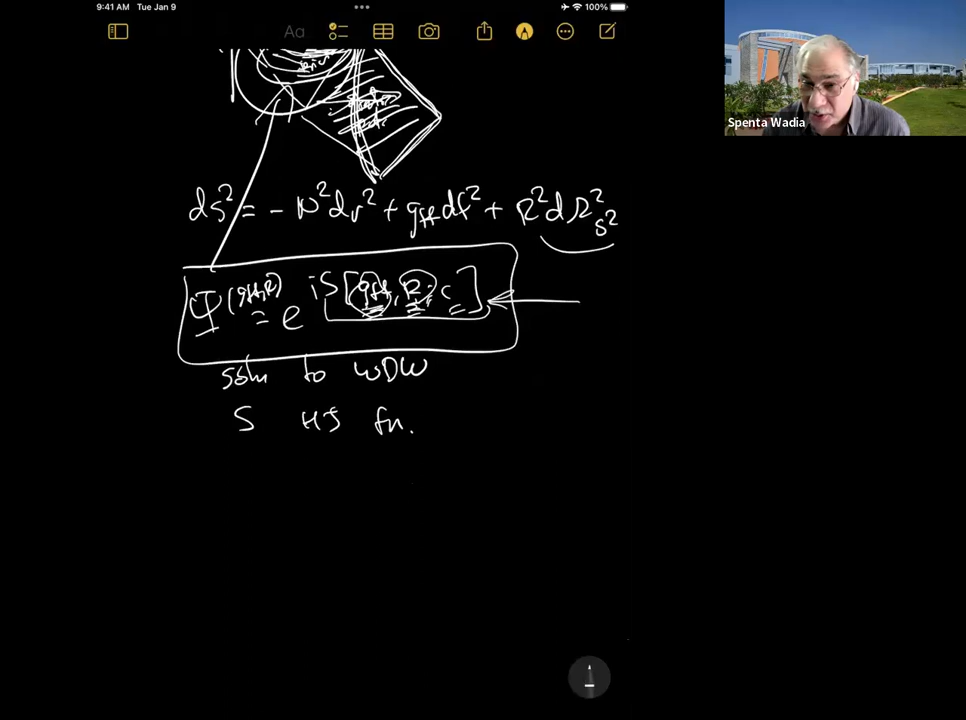 9:41 AM Tue Jan 9
100%
Aa
Spenta Wadia
ds² = - N²dr² + g_tt dt² + R²dΩ²_S²
Ψ(g_tt, R) = e^{iS[g_tt, R; c]}
soln to WDW
S HJ fn.